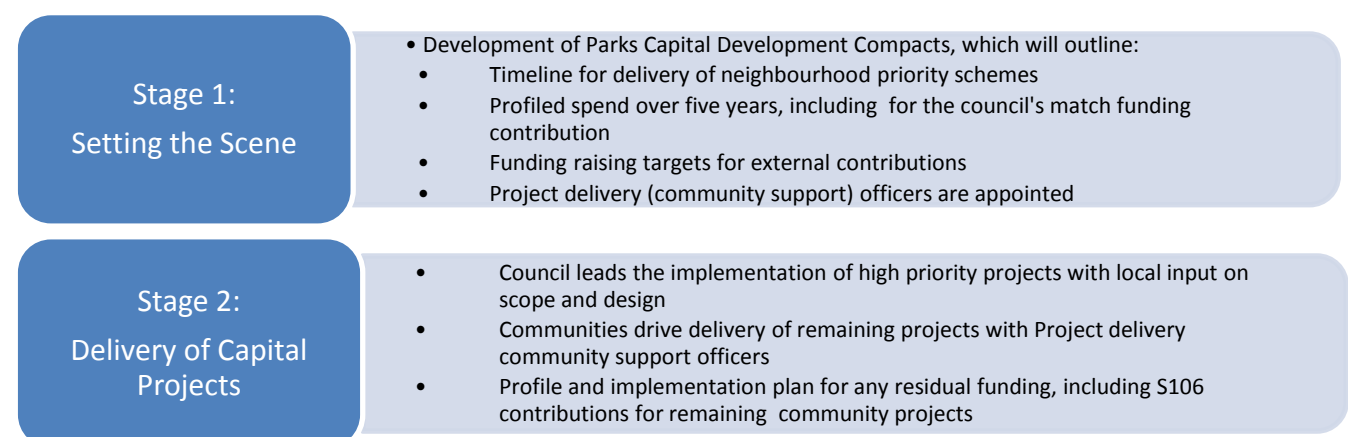 Stage 1:
Setting the Scene
• Development of Parks Capital Development Compacts, which will outline:
• Timeline for delivery of neighbourhood priority schemes
• Profiled spend over five years, including for the council's match funding
contribution
• Funding raising targets for external contributions
• Project delivery (community support) officers are appointed
Stage 2:
Delivery of Capital
Projects
• Council leads the implementation of high priority projects with local input on
scope and design
• Communities drive delivery of remaining projects with Project delivery
community support officers
• Profile and implementation plan for any residual funding, including S106
contributions for remaining community projects